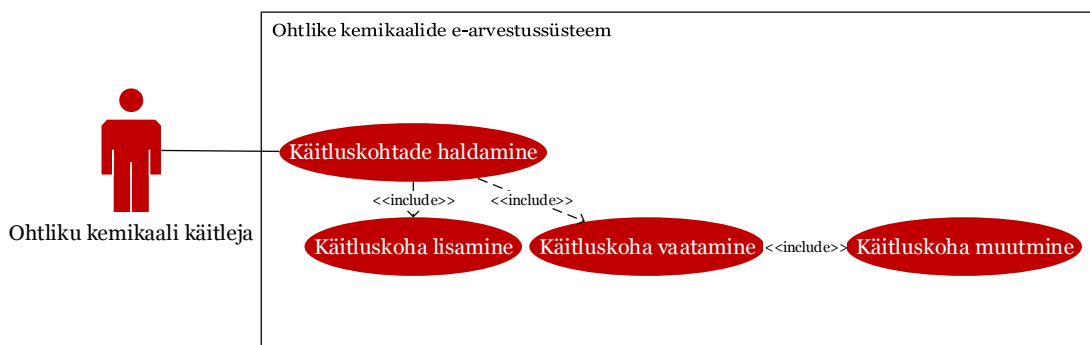 Ohtlike kemikaalide e-arvestussüsteem
Käitluskohtade haldamine
<<include>>
<<include>>
Ohtliku kemikaali käitleja
Käitluskoha lisamine
Käitluskoha vaatamine
<<include>>
Käitluskoha muutmine